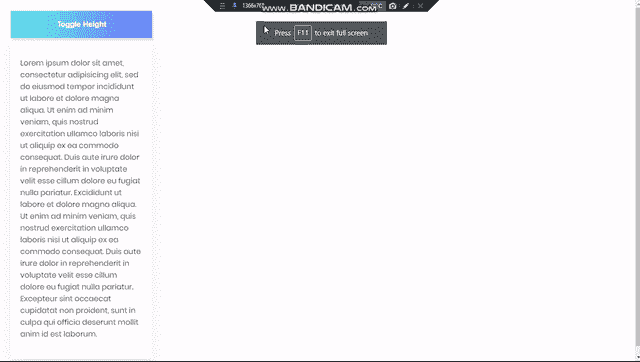 1366x767
www.BANDICAM.com
Toggle Height
Press F11 to exit full screen
Lorem ipsum dolor sit amet,
consectetur adipisicing elit, sed
do eiusmod tempor incididunt
ut labore et dolore magna
aliqua. Ut enim ad minim
veniam, quis nostrud
exercitation ullamco laboris nisi
ut aliquip ex ea commodo
consequat. Duis aute irure dolor
in reprehenderit in voluptate
velit esse cillum dolore eu fugiat
nulla pariatur. Excididunt ut
labore et dolore magna aliqua.
Ut enim ad minim veniam, quis
nostrud exercitation ullamco
laboris nisi ut aliquip ex ea
commodo consequat. Duis aute
irure dolor in reprehenderit in
voluptate velit esse cillum
dolore eu fugiat nulla pariatur.
Excepteur sint occaecat
cupidatat non proident, sunt in
culpa qui officia deserunt mollit
anim id est laborum.